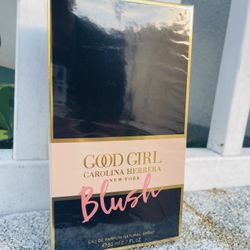 GOOD GIRL
CAROLINA HERRERA
NEW YORK
Blush
EAU DE PARFUM NATURAL SPRAY